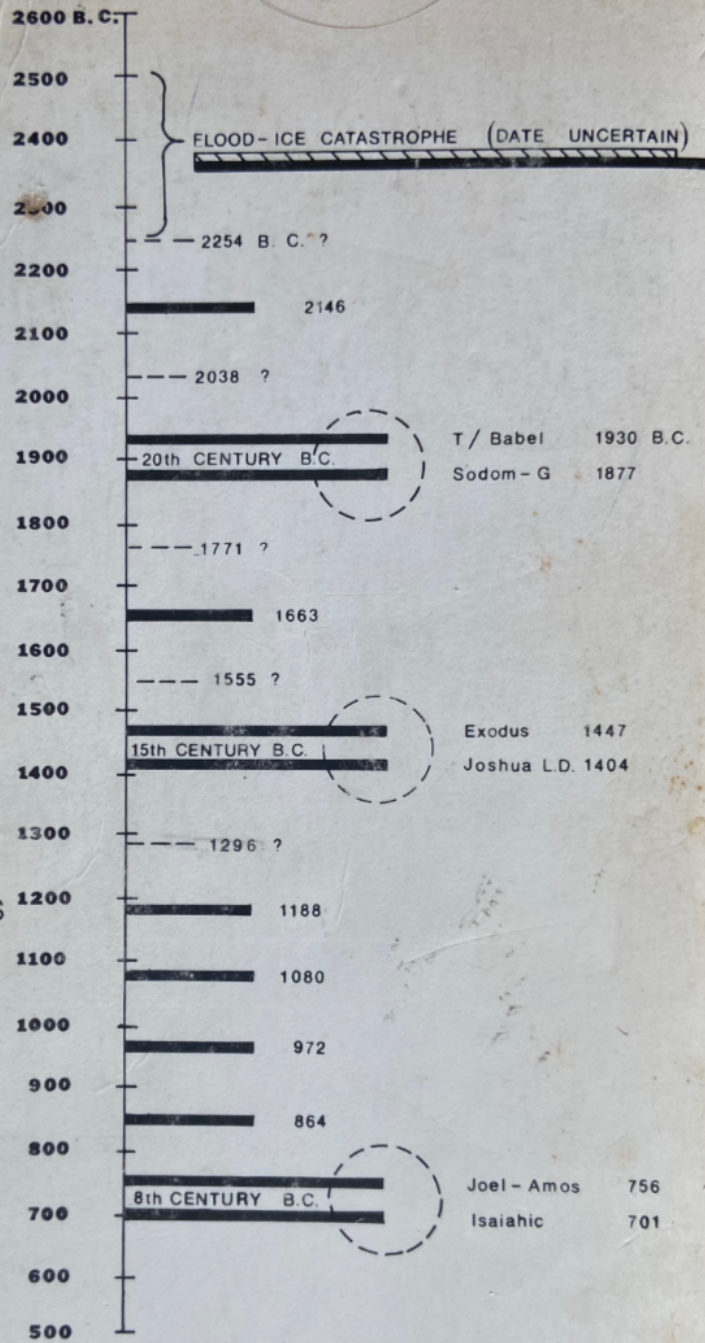 2600 B.C.
2500
2400 FLOOD-ICE CATASTROPHE (DATE UNCERTAIN)
2300
2254 B. C. ?
2200
2146
2100
2038 ?
2000
T / Babel 1930 B.C.
1900 20th CENTURY B.C.
Sodom-G 1877
1800
1771 ?
1700
1663
1600
1555 ?
1500
Exodus 1447
15th CENTURY B.C.
1400 Joshua L.D. 1404
1300
1296 ?
1200
1188
1100
1080
1000
972
900
864
800
Joel-Amos 756
8th CENTURY B.C.
700 Isaiahic 701
600
500